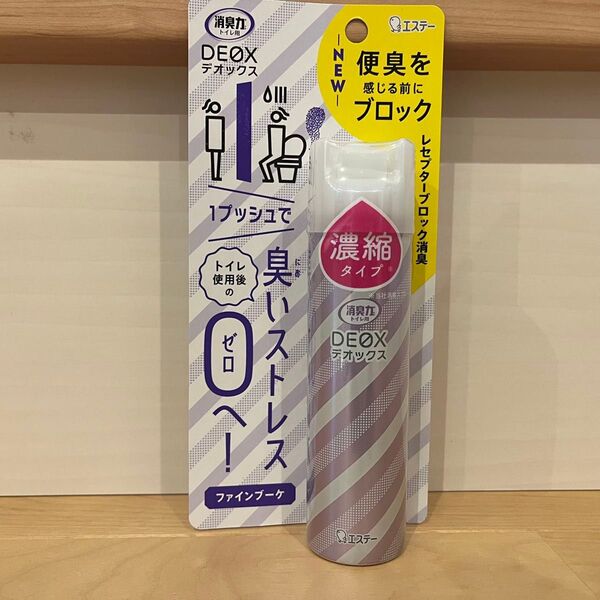 消臭力
トイレ用
DEOX
デオックス
エステー
NEW
便臭を
感じる前に
ブロック
レセプターブロック消臭
1プッシュで
トイレ
使用後の
臭いストレス
にお
ゼロ
0へ!
ファインブーケ
濃縮
タイプ
消臭力
トイレ用
DEOX
デオックス
エステー